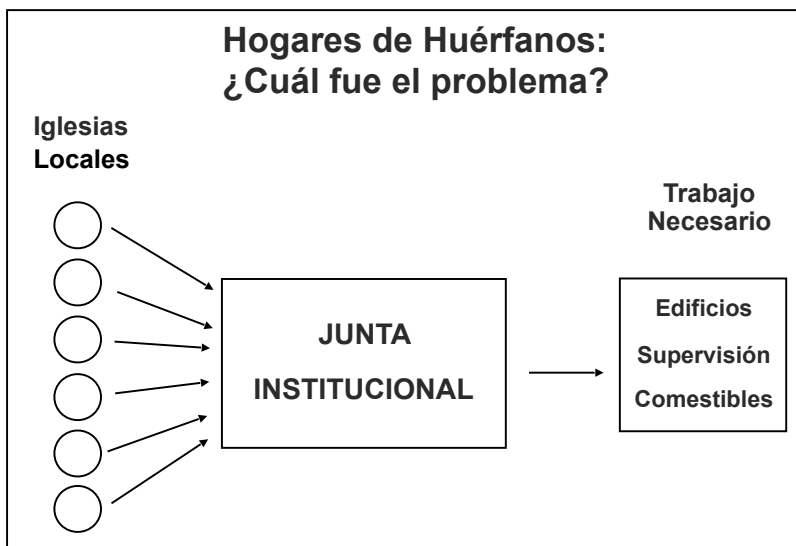 Hogares de Huérfanos:
¿Cuál fue el problema?
Iglesias
Locales
Trabajo
Necesario
JUNTA
INSTITUCIONAL
Edificios
Supervisión
Comestibles